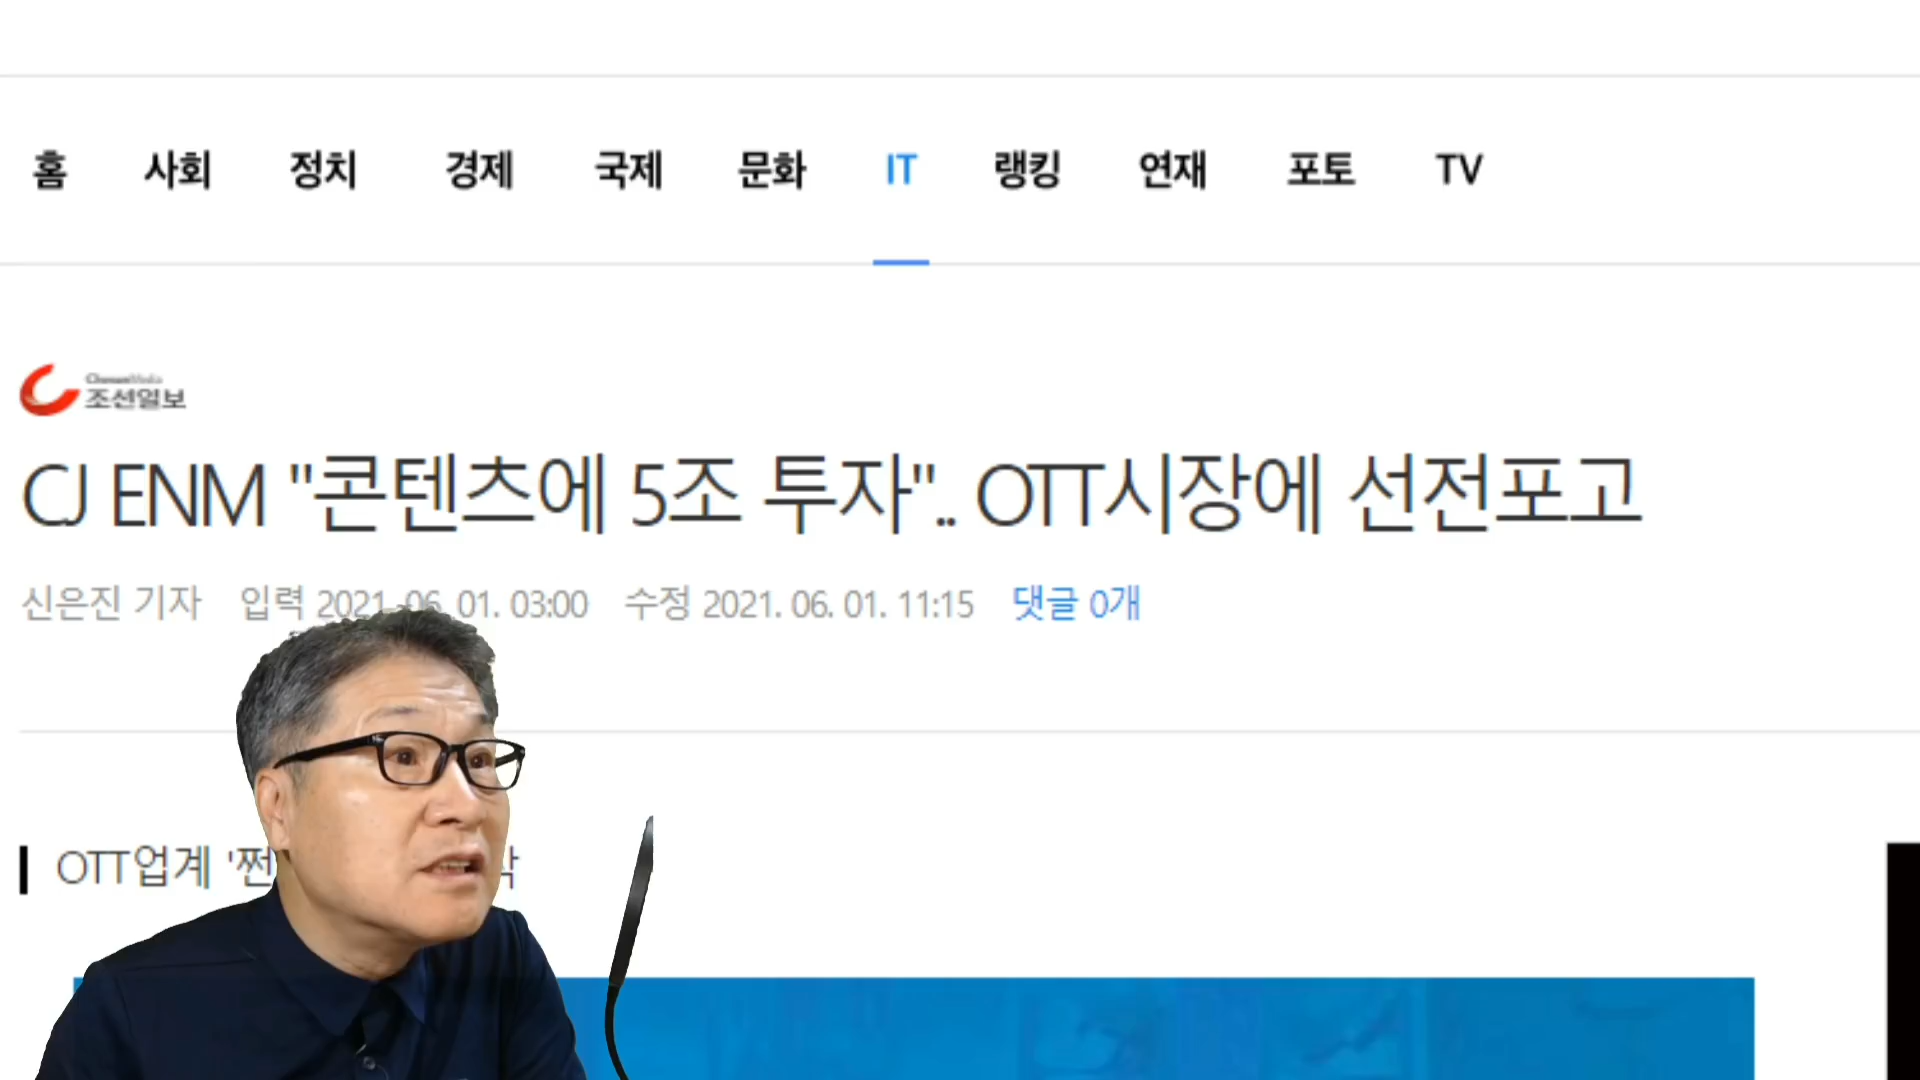 홈 사회 정치 경제 국제 문화 IT 랭킹 연재 포토 TV
조선일보
CJ ENM "콘텐츠에 5조 투자".. OTT시장에 선전포고
신은진 기자 입력 2021. 06. 01. 03:00 수정 2021. 06. 01. 11:15 댓글 0개
OTT업계 '쩐